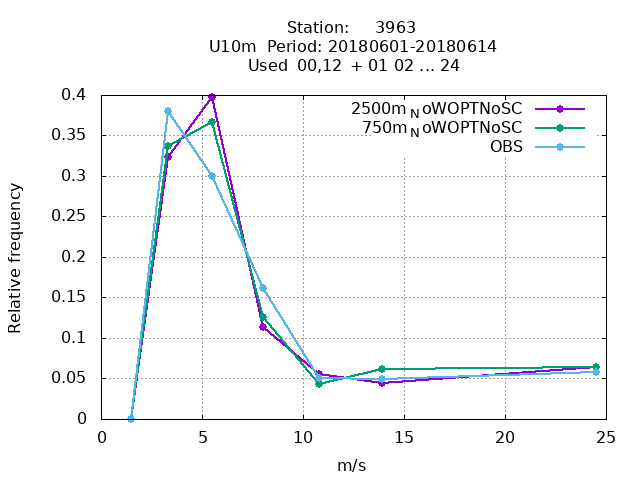 Station: 3963
U10m Period: 20180601-20180614
Used 00,12 + 01 02 ... 24
2500mNoWOPTNoSC
750mNoWOPTNoSC
OBS
Relative frequency
0.4
0.35
0.3
0.25
0.2
0.15
0.1
0.05
0
0 5 10 15 20 25
m/s